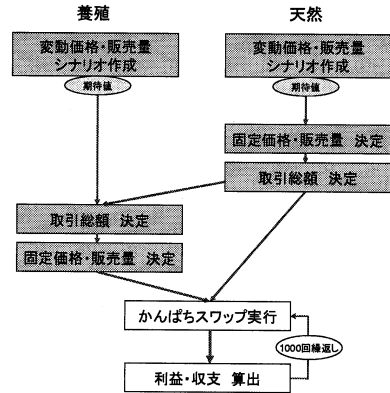 養殖
変動価格・販売量
シナリオ作成
期待値
取引総額 決定
固定価格・販売量 決定
天然
変動価格・販売量
シナリオ作成
期待値
固定価格・販売量 決定
取引総額 決定
かんぱちスワップ実行
1000回繰返し
利益・収支 算出